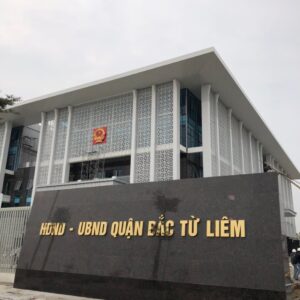 HĐND - UBND QUẬN BẮC TỪ LIÊM